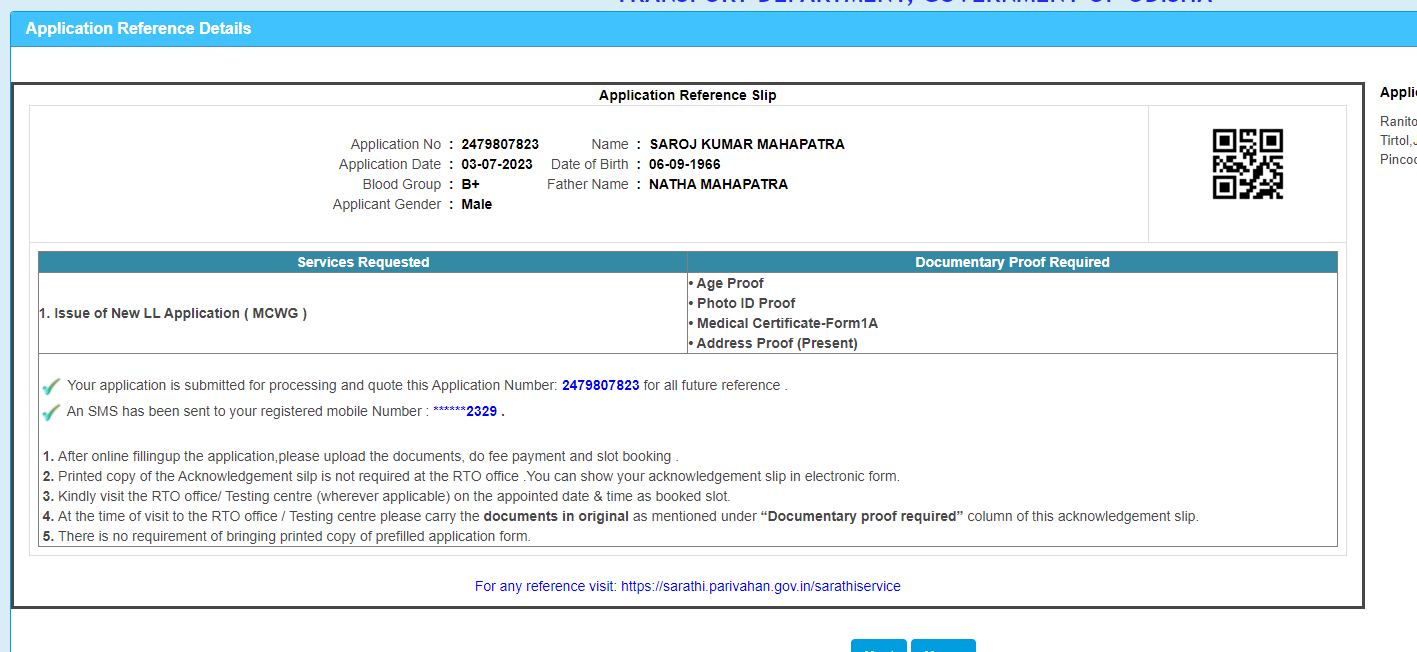 TRANSPORT DEPARTMENT, GOVERNMENT OF ODISHA
Application Reference Details
Application Reference Slip
Application No : 2479807823 Name : SAROJ KUMAR MAHAPATRA
Application Date : 03-07-2023 Date of Birth : 06-09-1966
Blood Group : B+ Father Name : NATHA MAHAPATRA
Applicant Gender : Male
Services Requested Documentary Proof Required
1. Issue of New LL Application ( MCWG )
• Age Proof
• Photo ID Proof
• Medical Certificate-Form1A
• Address Proof (Present)
Your application is submitted for processing and quote this Application Number: 2479807823 for all future reference .
An SMS has been sent to your registered mobile Number : ******2329 .
1. After online fillingup the application,please upload the documents, do fee payment and slot booking .
2. Printed copy of the Acknowledgement silp is not required at the RTO office .You can show your acknowledgement slip in electronic form.
3. Kindly visit the RTO office/ Testing centre (wherever applicable) on the appointed date & time as booked slot.
4. At the time of visit to the RTO office / Testing centre please carry the documents in original as mentioned under “Documentary proof required” column of this acknowledgement slip.
5. There is no requirement of bringing printed copy of prefilled application form.
For any reference visit: https://sarathi.parivahan.gov.in/sarathiservice
Appli
Ranito
Tirtol,J
Pincod